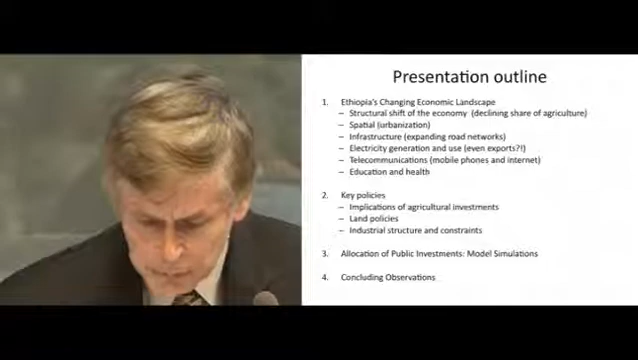 Presentation outline
1. Ethiopia's Changing Economic Landscape
– Structural shift of the economy (declining share of agriculture)
– Spatial (urbanization)
– Infrastructure (expanding road networks)
– Electricity generation and use (even exports?!)
– Telecommunications (mobile phones and internet)
– Education and health
2. Key policies
– Implications of agricultural investments
– Land policies
– Industrial structure and constraints
3. Allocation of Public Investments: Model Simulations
4. Concluding Observations